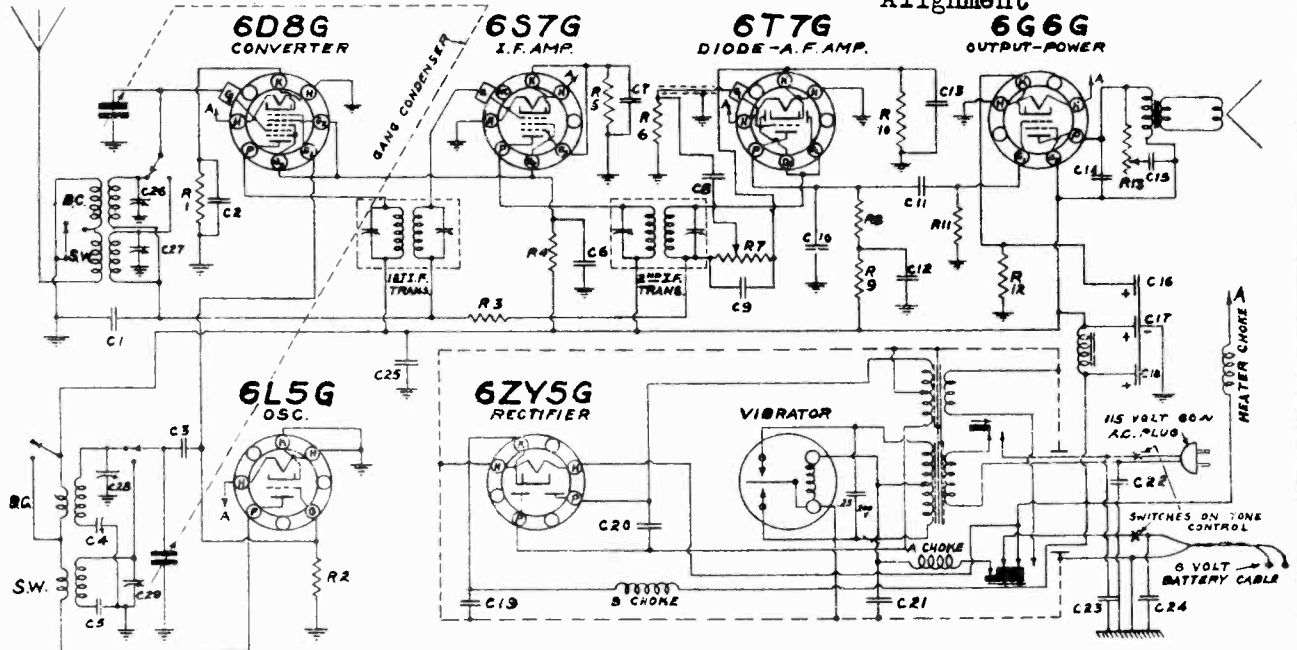 Alignment
6D8G
CONVERTER
6S7G
I.F. AMP.
6T7G
DIODE-A.F. AMP.
6G6G
OUTPUT-POWER
GANG CONDENSER
B.C.
S.W.
C26
C27
R1
C2
C1
1ST I.F. TRANS.
R3
R4
C6
R5
C7
R6
C8
2ND I.F. TRANS.
R7
C9
C10
R8
R9
C12
C11
R10
C13
R11
R12
C14
R13
C15
C16
C17
C18
A
HEATER CHOKE
C25
6L5G
OSC.
C3
B.C.
S.W.
C28
C4
C29
C5
A
R2
6ZY5G
RECTIFIER
VIBRATOR
C19
C20
B CHOKE
A CHOKE
C21
115 VOLT 60~
A.C. PLUG
C22
SWITCHES ON TONE
CONTROL
6 VOLT
BATTERY CABLE
C23
C24